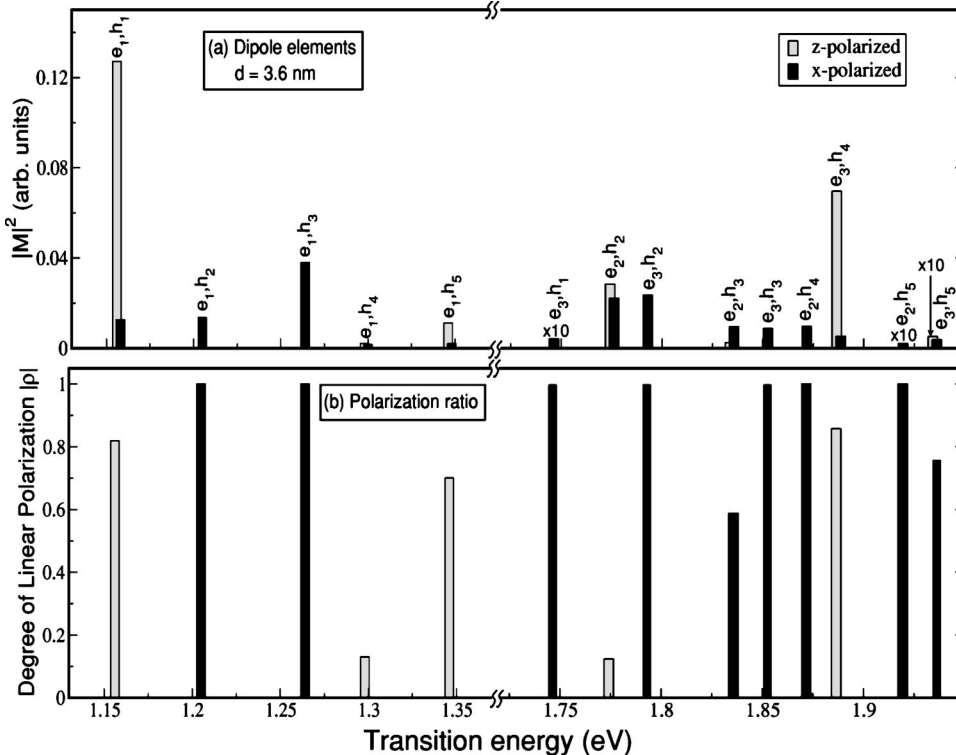 (a) Dipole elements
d = 3.6 nm
z-polarized
x-polarized
|M|² (arb. units)
0.12
0.08
0.04
0
e₁,h₁
e₁,h₂
e₁,h₃
e₁,h₄
e₁,h₅
e₃,h₁
x10
e₂,h₂
e₃,h₂
e₂,h₃
e₃,h₃
e₂,h₄
e₃,h₄
e₂,h₅
x10
x10
e₃,h₅
(b) Polarization ratio
Degree of Linear Polarization |ρ|
1
0.8
0.6
0.4
0.2
0
1.15 1.2 1.25 1.3 1.35 1.75 1.8 1.85 1.9
Transition energy (eV)